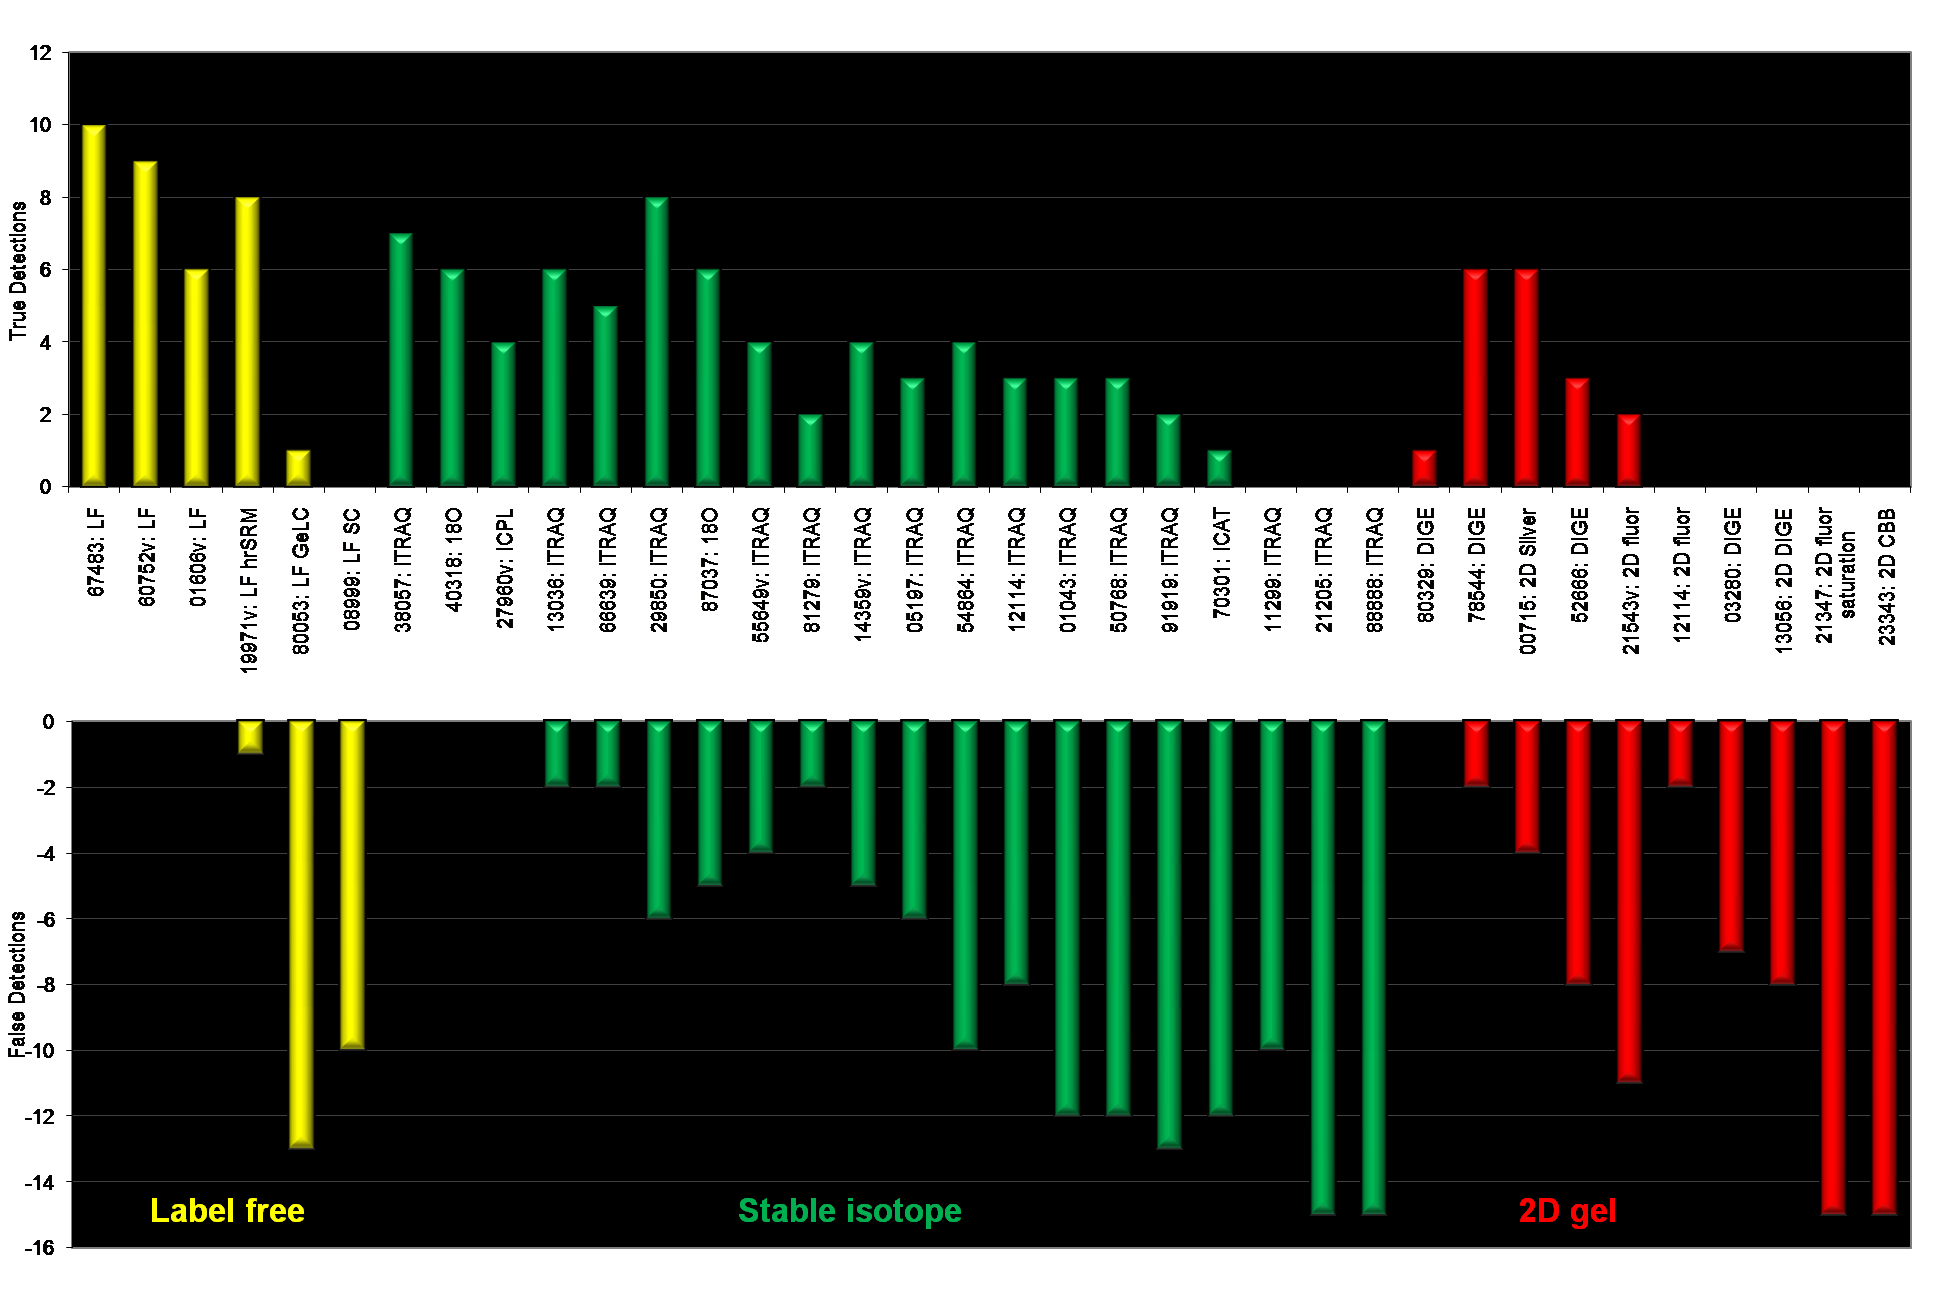 12
10
8
6
4
2
0
True Detections
67483: LF
60752v: LF
01606v: LF
19971v: LF hrSRM
80053: LF GeLC
08999: LF SC
38057: ITRAQ
40318: 18O
27960v: ICPL
13036: ITRAQ
66639: ITRAQ
29850: ITRAQ
87037: 18O
55649v: ITRAQ
81279: ITRAQ
14359v: ITRAQ
05197: ITRAQ
54864: ITRAQ
12114: ITRAQ
01043: ITRAQ
50768: ITRAQ
91919: ITRAQ
70301: ICAT
11299: ITRAQ
21205: ITRAQ
88888: ITRAQ
80329: DIGE
78544: DIGE
00715: 2D Silver
52666: DIGE
21543v: 2D fluor
12114: 2D fluor
03280: DIGE
13056: 2D DIGE
21347: 2D fluor
saturation
23343: 2D CBB
0
-2
-4
-6
-8
-10
-12
-14
-16
False Detections
Label free
Stable isotope
2D gel